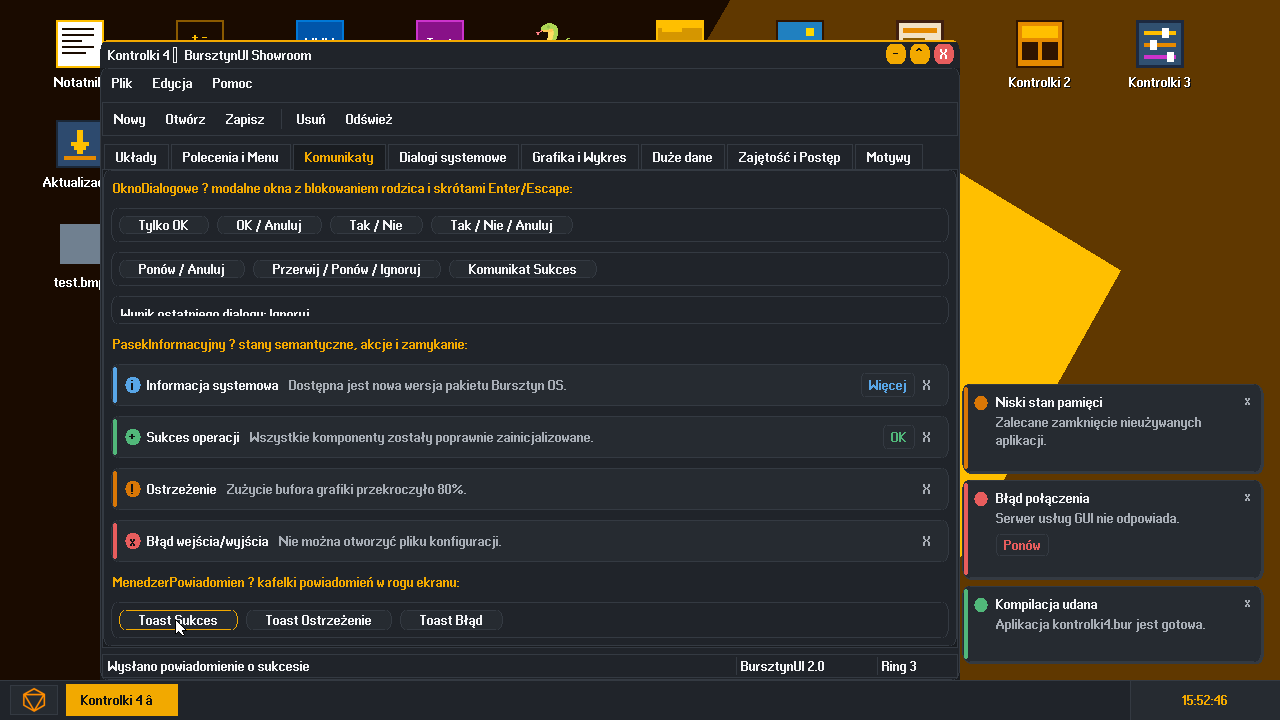 Kontrolki 4 BursztynUI Showroom
Plik Edycja Pomoc
Nowy Otwórz Zapisz Usuń Odśwież
Układy Polecenia i Menu Komunikaty Dialogi systemowe Grafika i Wykres Duże dane Zajętość i Postęp Motywy
OknoDialogowe ? modalne okna z blokowaniem rodzica i skrótami Enter/Escape:
Tylko OK OK / Anuluj Tak / Nie Tak / Nie / Anuluj
Ponów / Anuluj Przerwij / Ponów / Ignoruj Komunikat Sukces
Wynik ostatniego dialogu: Ignoruj
PasekInformacyjny ? stany semantyczne, akcje i zamykanie:
i Informacja systemowa Dostępna jest nowa wersja pakietu Bursztyn OS. Więcej X
+ Sukces operacji Wszystkie komponenty zostały poprawnie zainicjalizowane. OK X
! Ostrzeżenie Zużycie bufora grafiki przekroczyło 80%. X
x Błąd wejścia/wyjścia Nie można otworzyć pliku konfiguracji. X
MenedzerPowiadomien ? kafelki powiadomień w rogu ekranu:
Toast Sukces Toast Ostrzeżenie Toast Błąd
Wysłano powiadomienie o sukcesie BursztynUI 2.0 Ring 3
Kontrolki 2
Kontrolki 3
test.bmp
Niski stan pamięci x
Zalecane zamknięcie nieużywanych
aplikacji.
Błąd połączenia x
Serwer usług GUI nie odpowiada.
Ponów
Kompilacja udana x
Aplikacja kontrolki4.bur jest gotowa.
Kontrolki 4 â
15:52:46